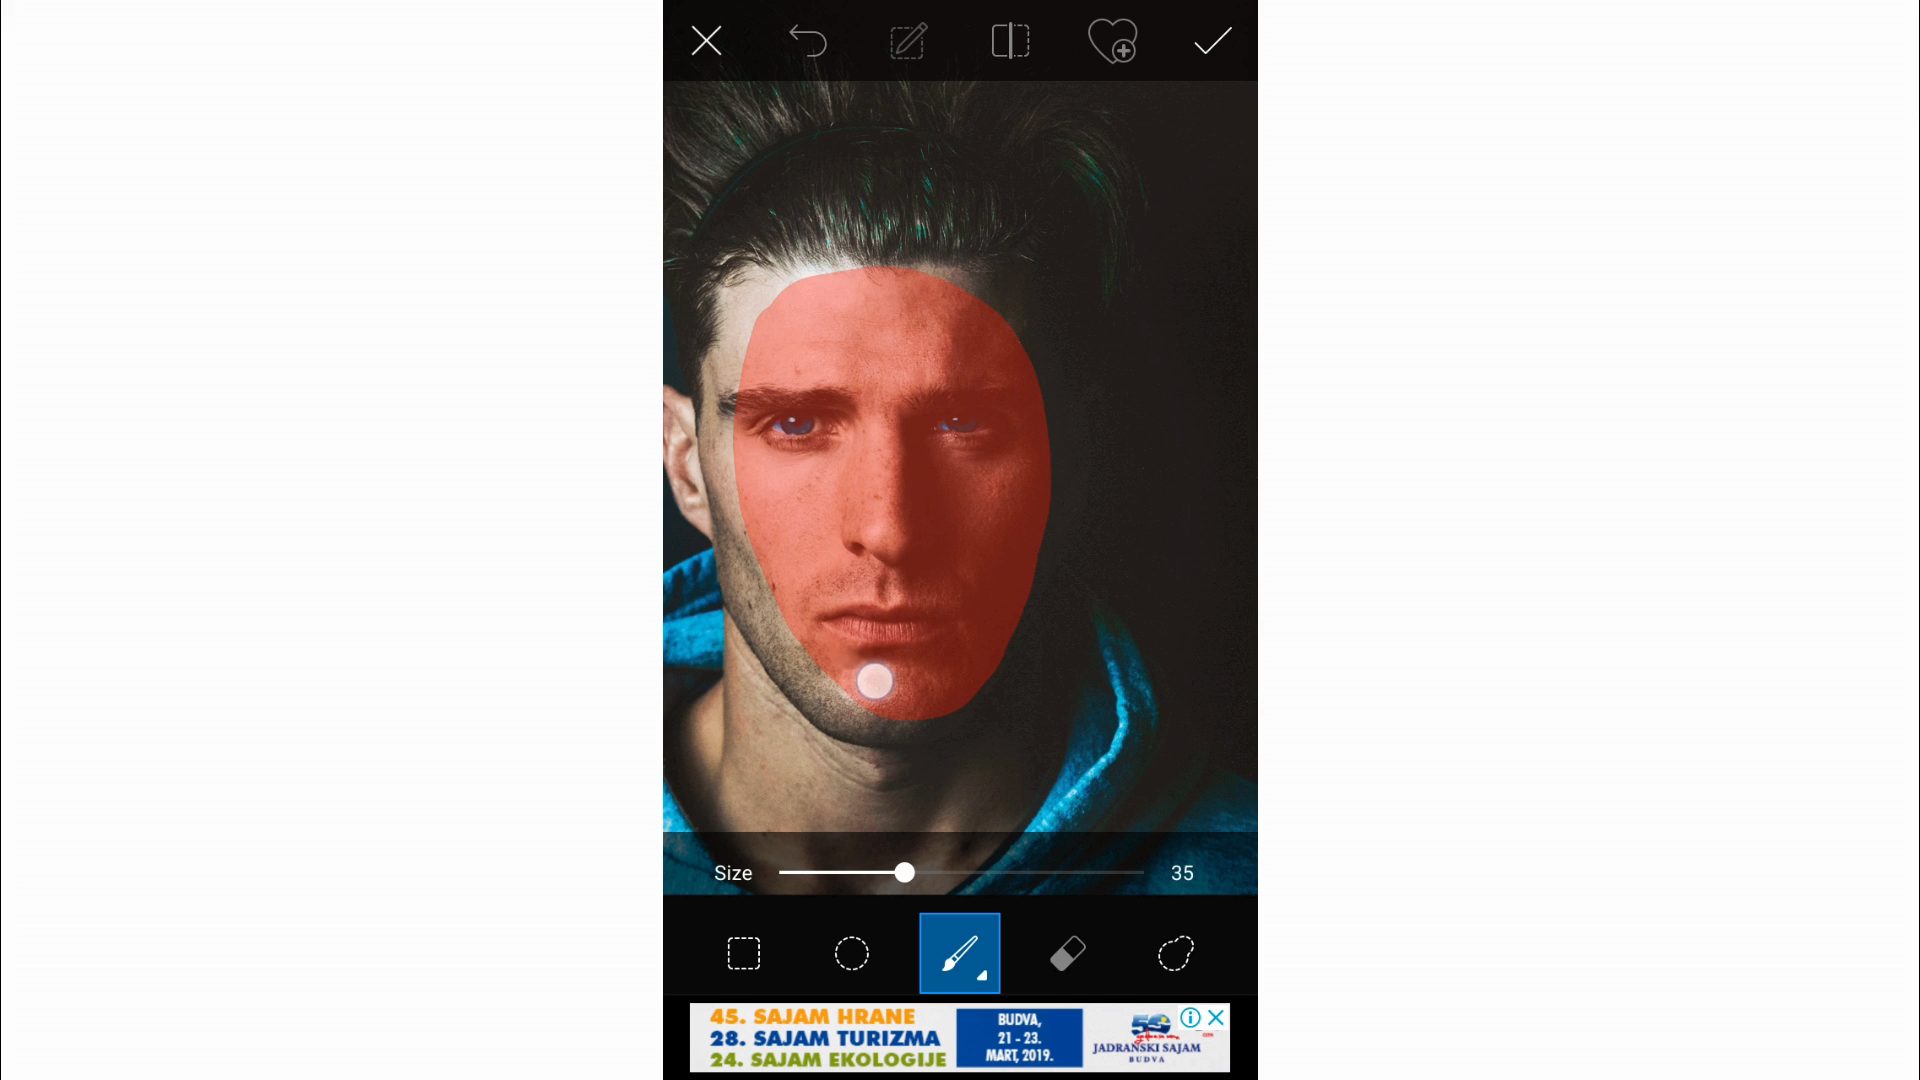 Size 35
45. SAJAM HRANE
28. SAJAM TURIZMA
24. SAJAM EKOLOGIJE
BUDVA,
21 - 23.
MART, 2019.
JADRANSKI SAJAM
BUDVA